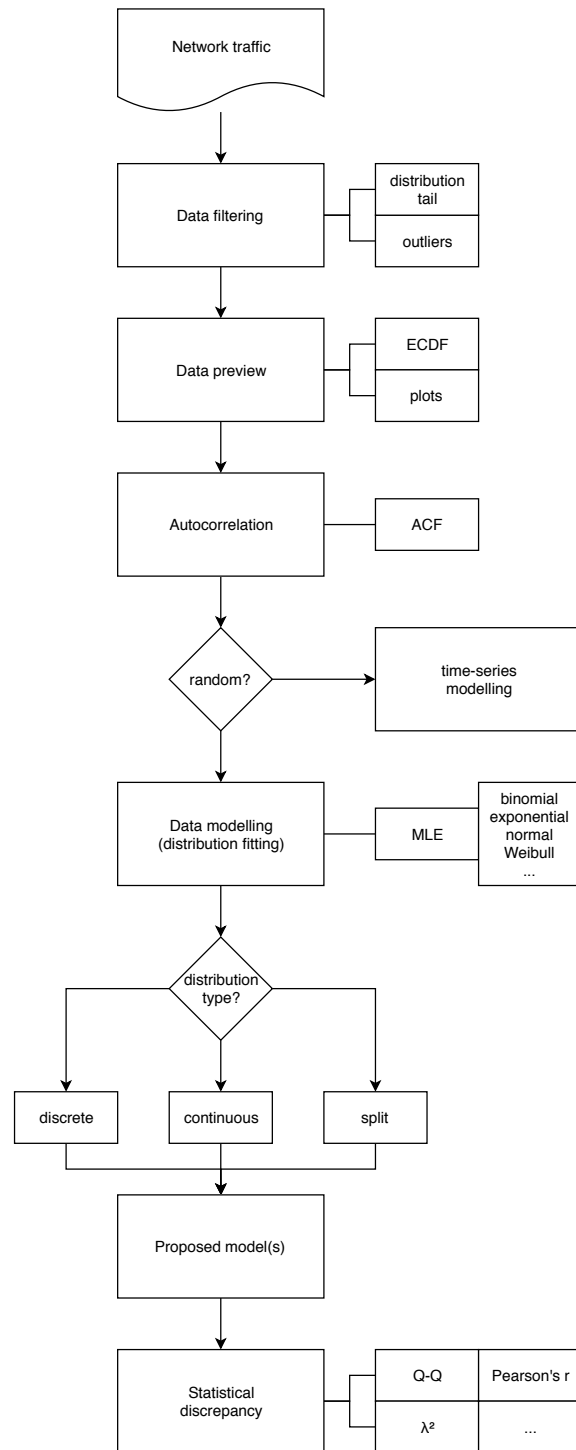 Network traffic
Data filtering
distribution
tail
outliers
Data preview
ECDF
plots
Autocorrelation
ACF
random?
time-series
modelling
Data modelling
(distribution fitting)
MLE
binomial
exponential
normal
Weibull
...
distribution
type?
discrete
continuous
split
Proposed model(s)
Statistical
discrepancy
Q-Q
Pearson's r
λ²
...